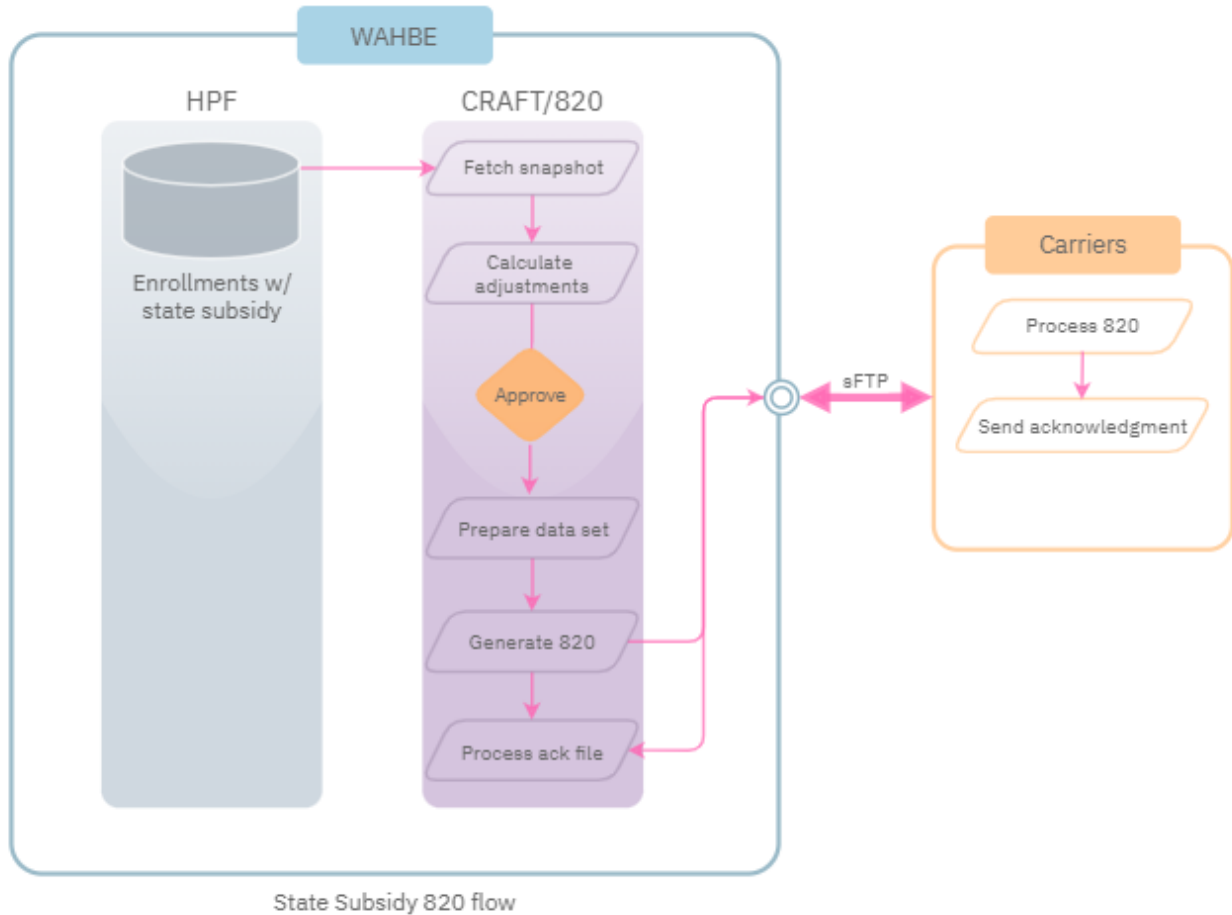 WAHBE
HPF
CRAFT/820
Fetch snapshot
Enrollments w/
state subsidy
Calculate
adjustments
Approve
Prepare data set
Generate 820
Process ack file
sFTP
Carriers
Process 820
Send acknowledgment
State Subsidy 820 flow